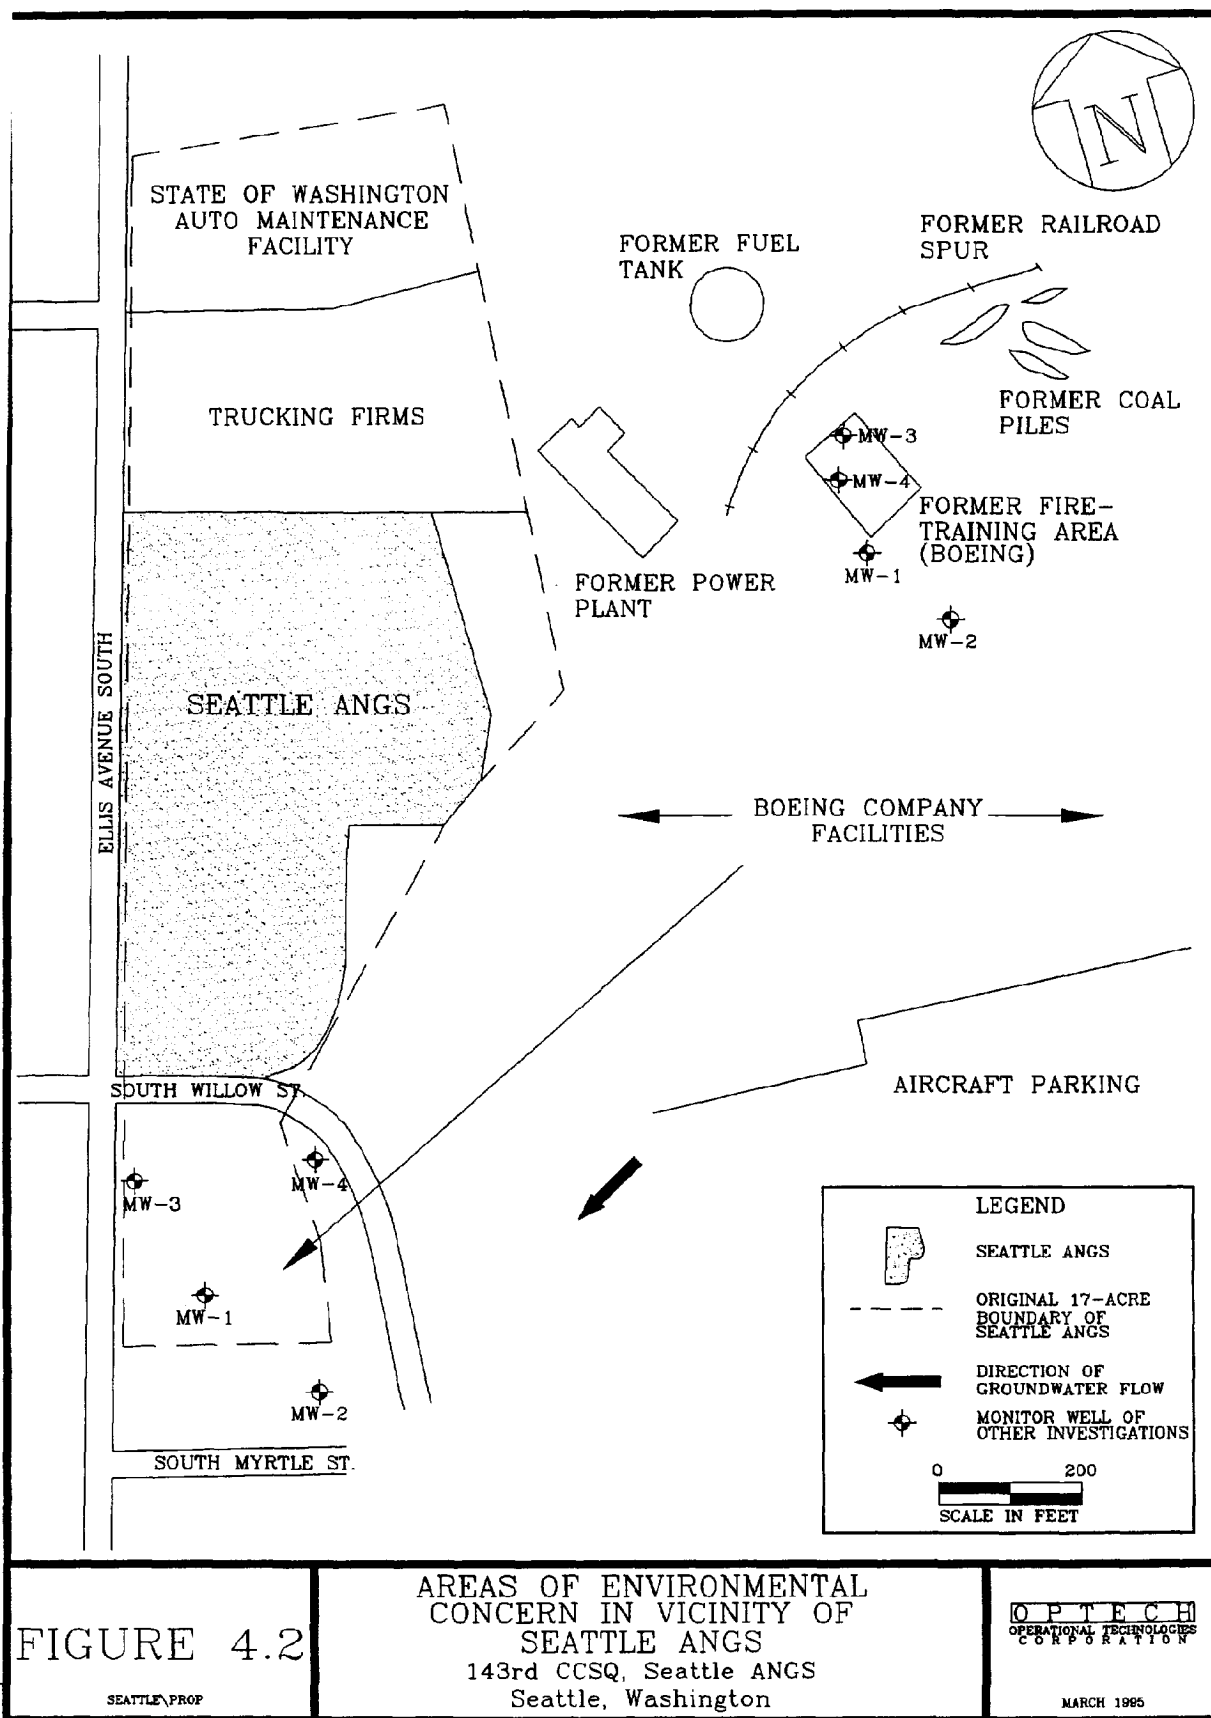 N
STATE OF WASHINGTON
AUTO MAINTENANCE
FACILITY
FORMER FUEL
TANK
FORMER RAILROAD
SPUR
FORMER COAL
PILES
TRUCKING FIRMS
MW-3
MW-4
FORMER FIRE-
TRAINING AREA
(BOEING)
MW-1
FORMER POWER
PLANT
MW-2
ELLIS AVENUE SOUTH
SEATTLE ANGS
BOEING COMPANY
FACILITIES
AIRCRAFT PARKING
SOUTH WILLOW ST.
MW-4
MW-3
MW-1
MW-2
SOUTH MYRTLE ST.
LEGEND
SEATTLE ANGS
ORIGINAL 17-ACRE
BOUNDARY OF
SEATTLE ANGS
DIRECTION OF
GROUNDWATER FLOW
MONITOR WELL OF
OTHER INVESTIGATIONS
0 200
SCALE IN FEET
FIGURE 4.2
SEATTLE\PROP
AREAS OF ENVIRONMENTAL
CONCERN IN VICINITY OF
SEATTLE ANGS
143rd CCSQ, Seattle ANGS
Seattle, Washington
OPTECH
OPERATIONAL TECHNOLOGIES
CORPORATION
MARCH 1995